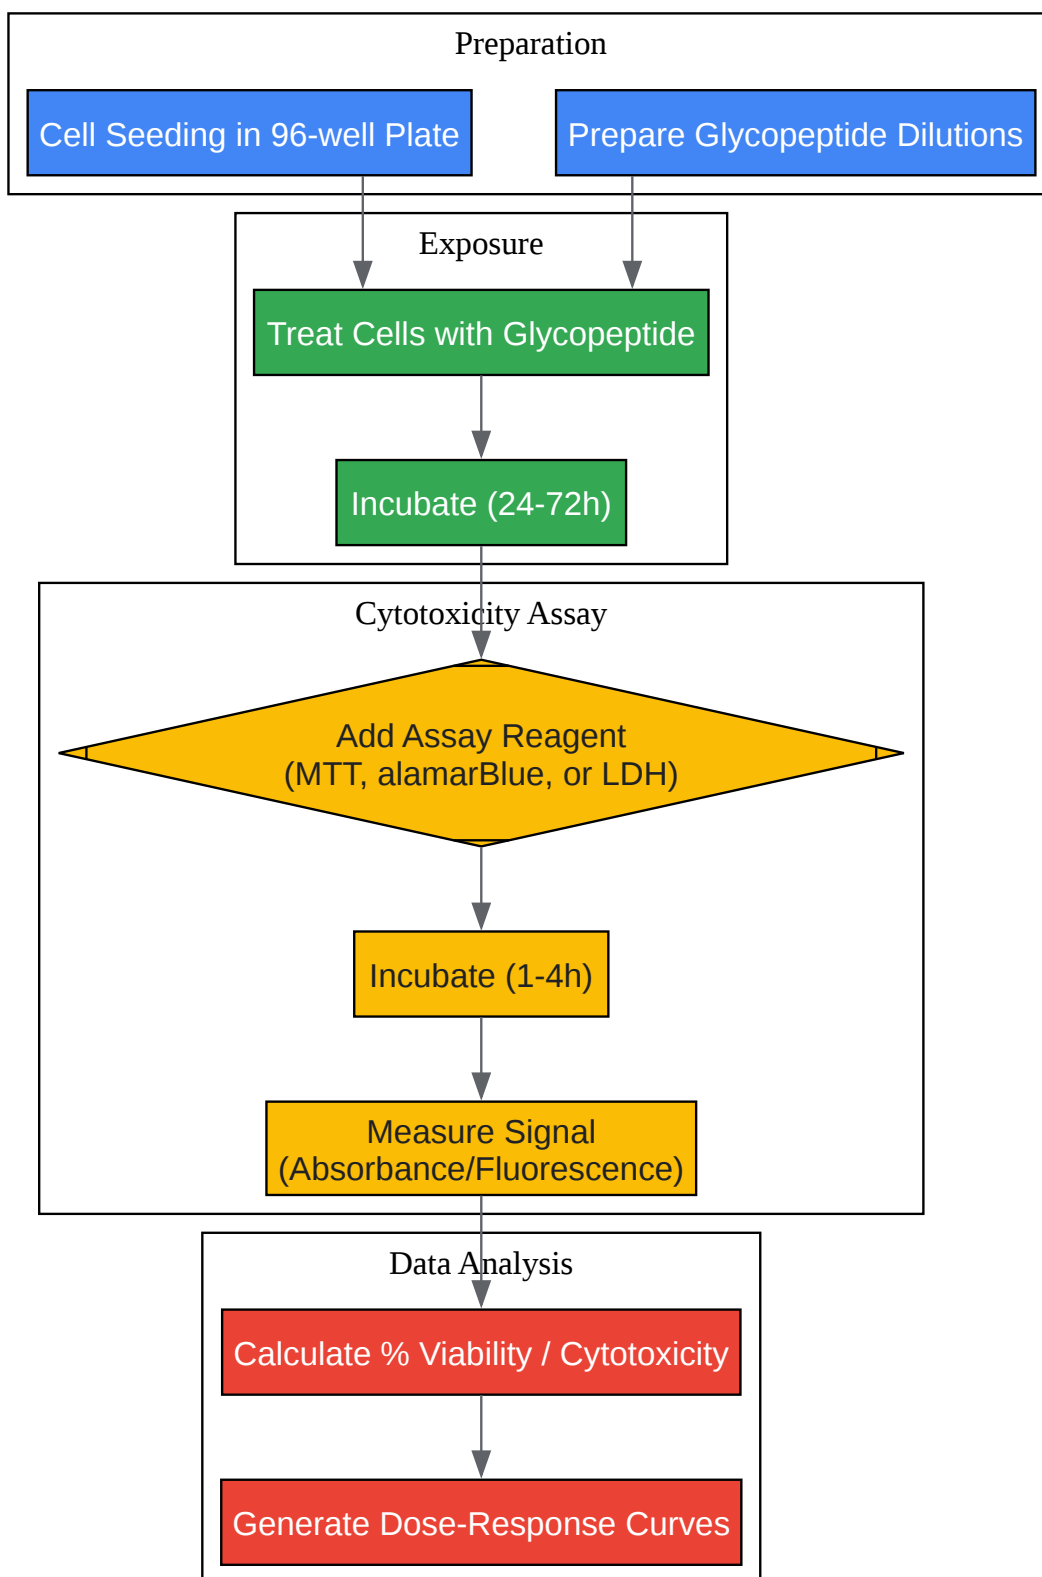 Preparation
Cell Seeding in 96-well Plate
Prepare Glycopeptide Dilutions
Exposure
Treat Cells with Glycopeptide
Incubate (24-72h)
Cytotoxicity Assay
Add Assay Reagent
(MTT, alamarBlue, or LDH)
Incubate (1-4h)
Measure Signal
(Absorbance/Fluorescence)
Data Analysis
Calculate % Viability / Cytotoxicity
Generate Dose-Response Curves